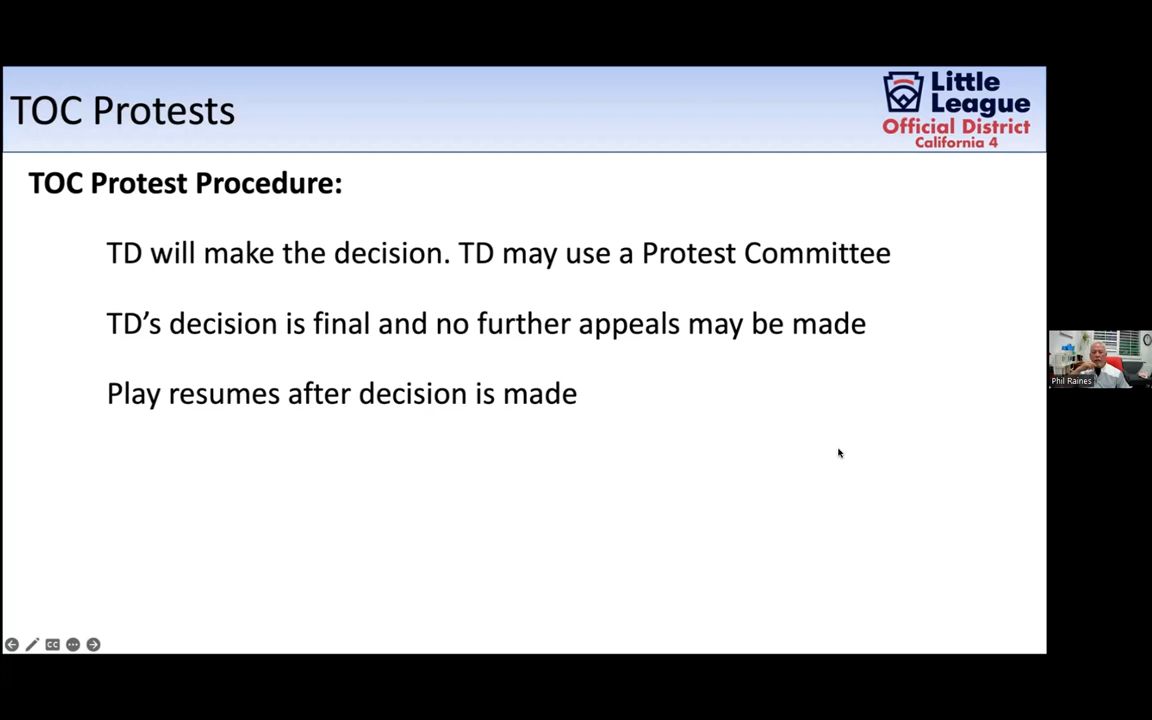 TOC Protests
Little
League
Official District
California 4
TOC Protest Procedure:
TD will make the decision. TD may use a Protest Committee
TD’s decision is final and no further appeals may be made
Play resumes after decision is made
Phil Raines
CC